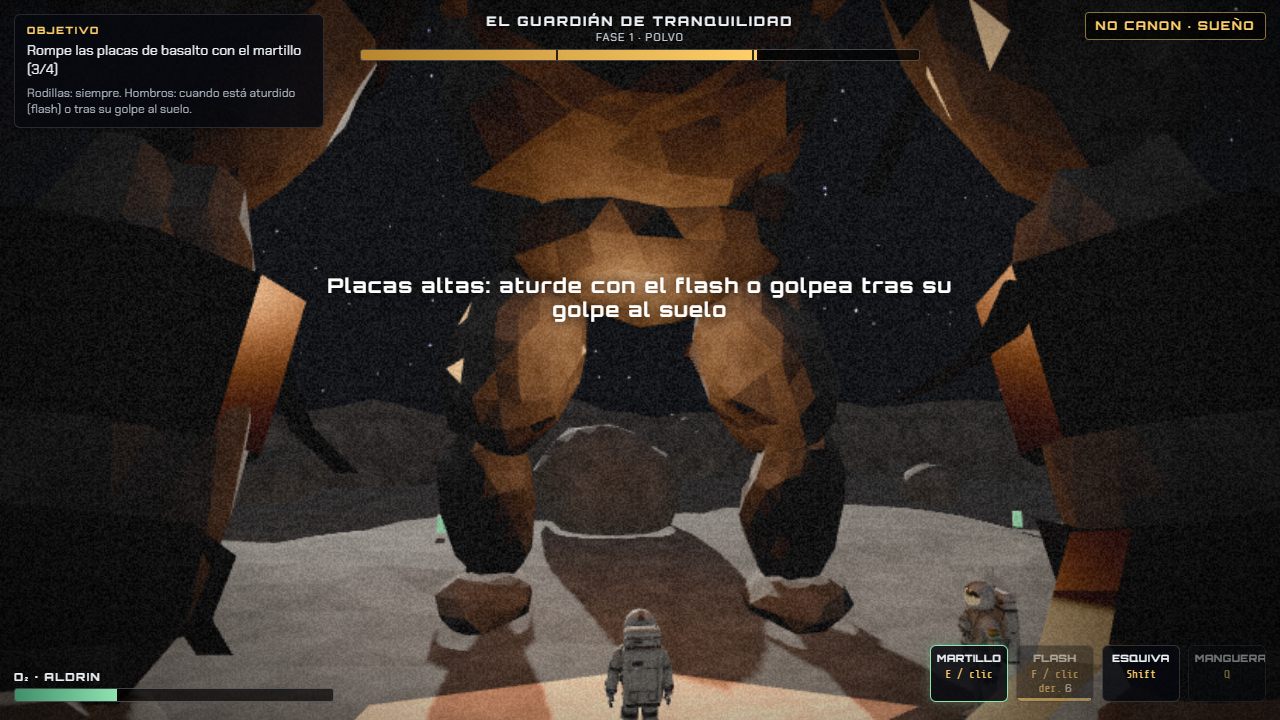 OBJETIVO
Rompe las placas de basalto con el martillo
(3/4)
Rodillas: siempre. Hombros: cuando está aturdido
(flash) o tras su golpe al suelo.
EL GUARDIÁN DE TRANQUILIDAD
FASE 1 · POLVO
NO CANON · SUEÑO
Placas altas: aturde con el flash o golpea tras su
golpe al suelo
O₂ · ALDRIN
MARTILLO
E / clic
FLASH
F / clic
der. 6
ESQUIVA
Shift
MANGUERA
Q